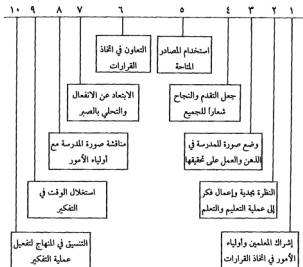 ١٠ ٩ ٨ ٧ ٦ ٥ ٤ ٣ ٢ ١
استخدام المصادر
المتاحة
التعاون في اتخاذ
القرارات
جعل التقدم والنجاح
شعارًا للجميع
الابتعاد عن الانفعال
والتحلي بالصبر
وضع صورة للمدرسة في
الذهن والعمل على تحقيقها
مناقشة صورة المدرسة مع
أولياء الأمور
النظرة بجدية وإعمال فكر
إلى عملية التعليم والتعلم
استغلال الوقت في
التفكير
إشراك المعلمين وأولياء
الأمور في اتخاذ القرارات
التنسيق في المنهاج لتفعيل
عملية التفكير